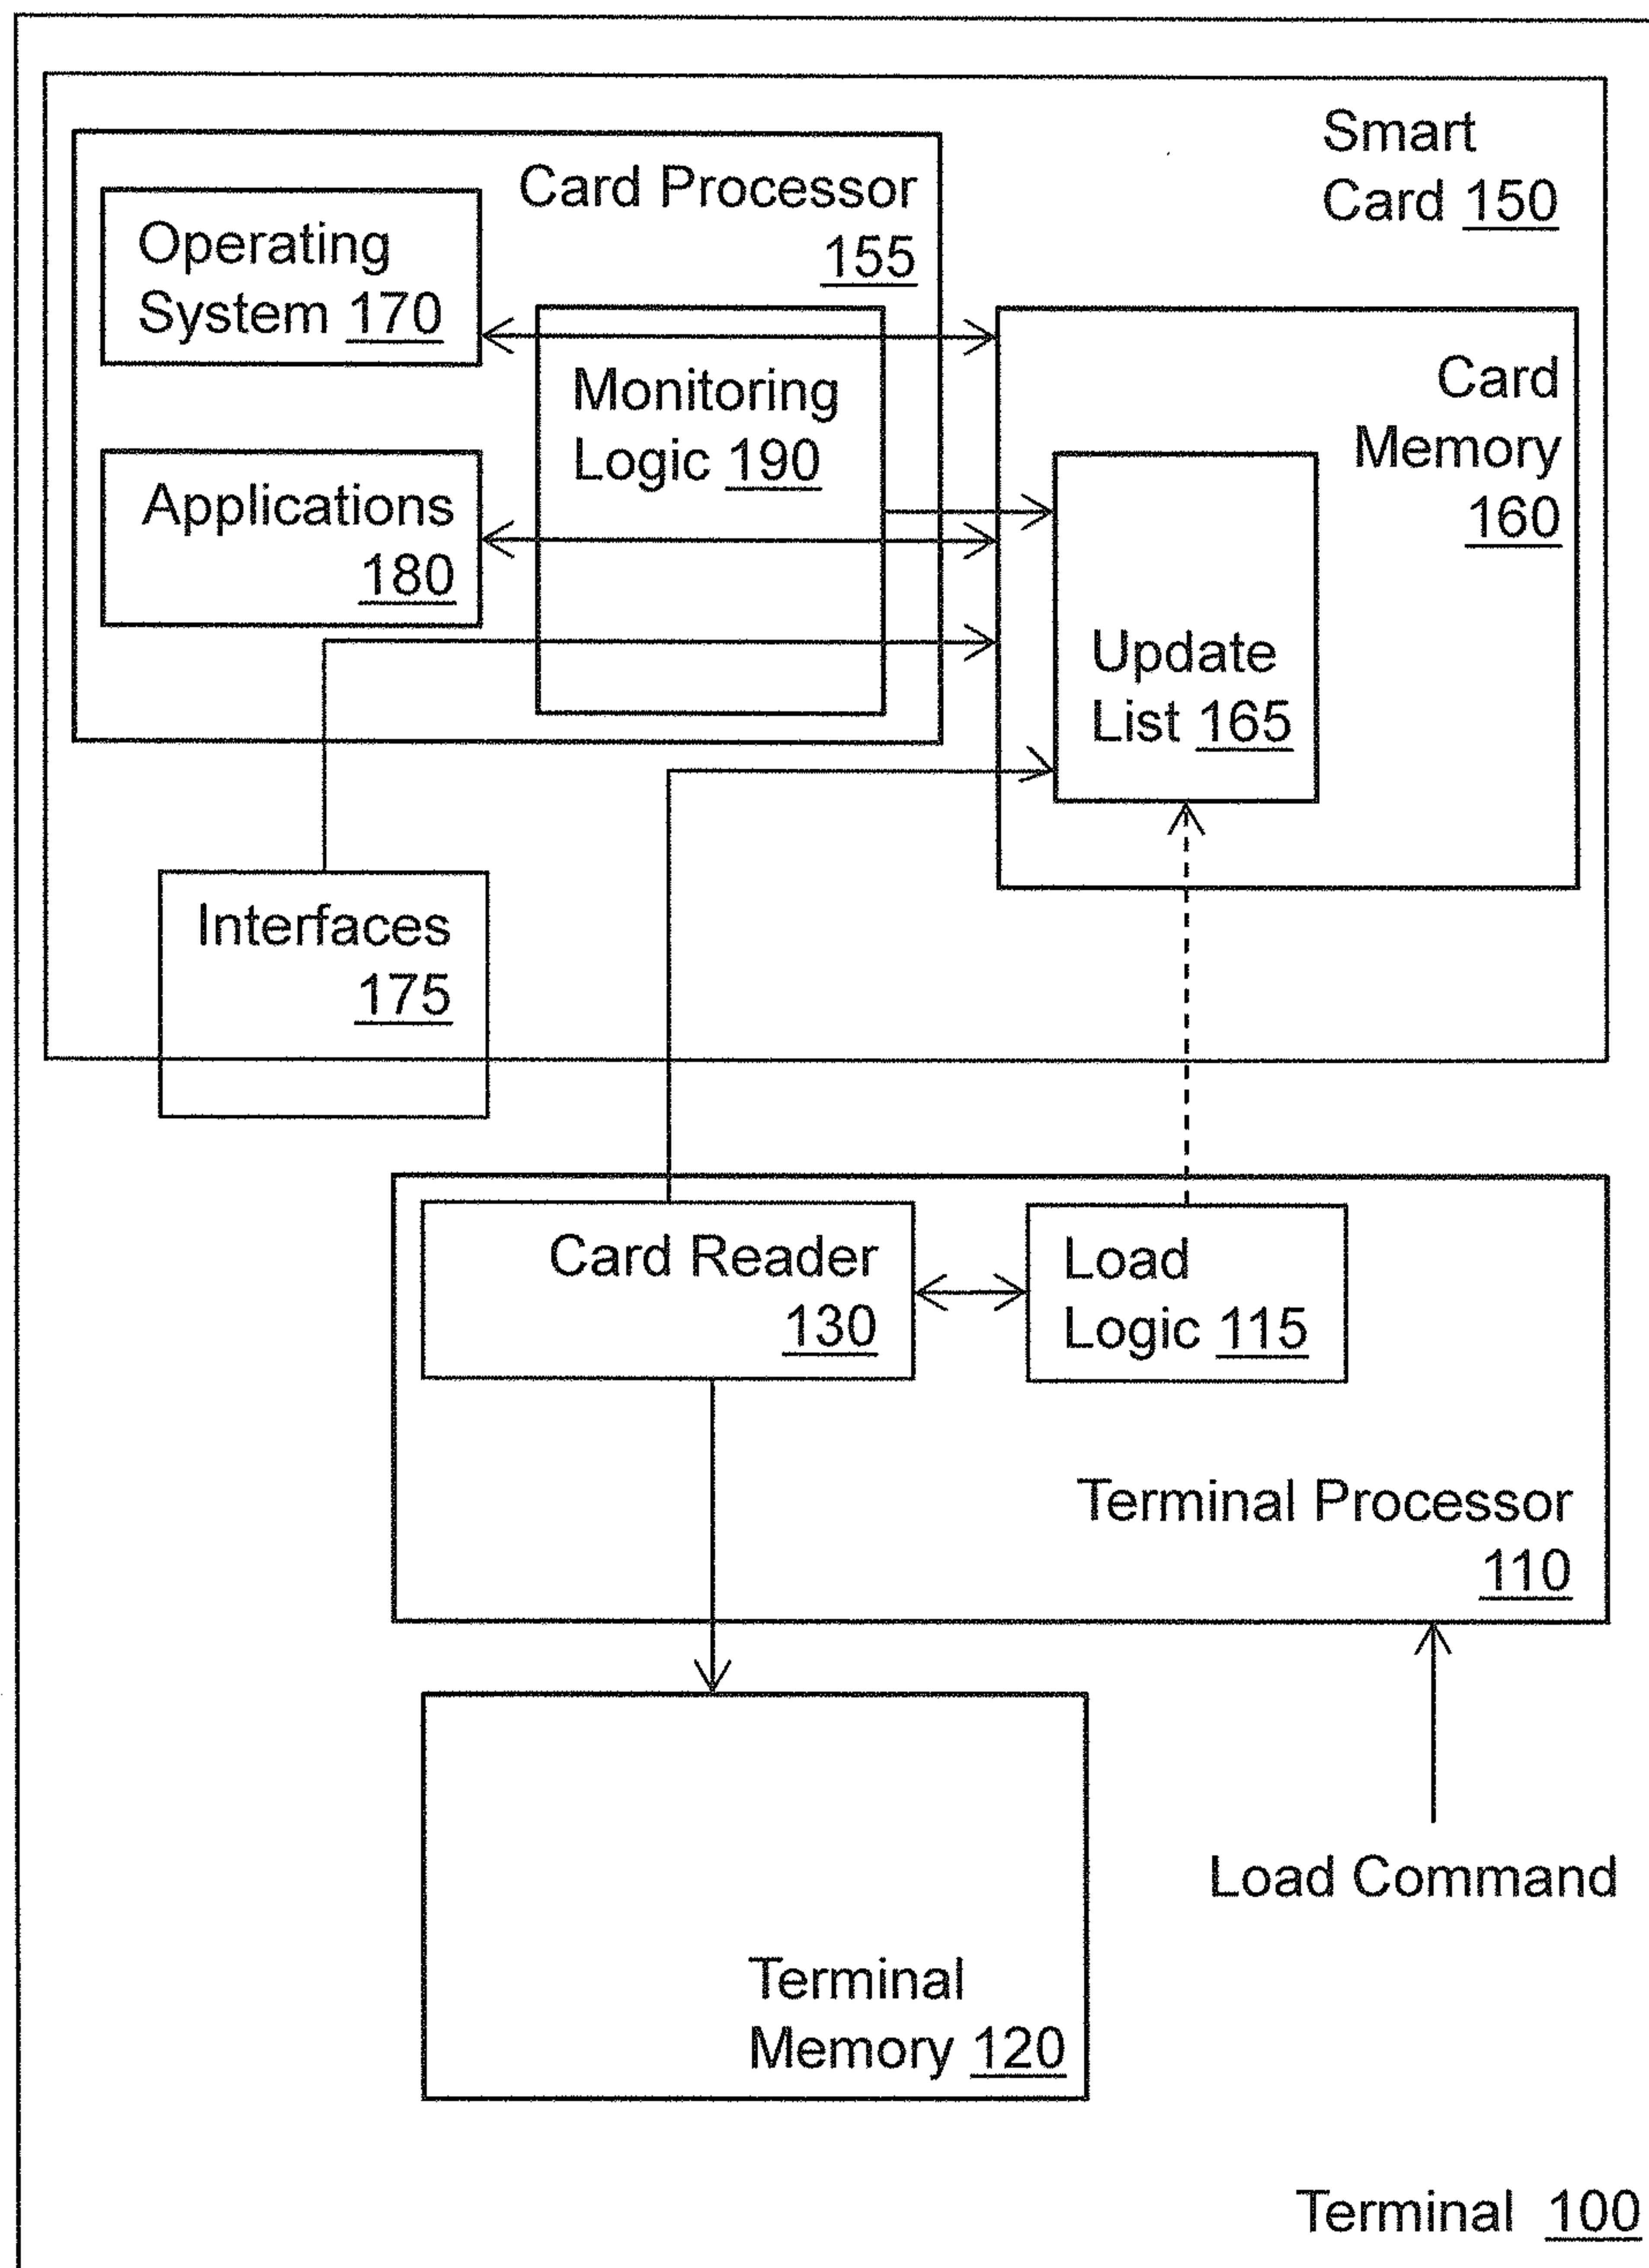 Smart
Card 150
Card Processor
155
Operating
System 170
Monitoring
Logic 190
Card
Memory
160
Applications
180
Update
List 165
Interfaces
175
Card Reader
130
Load
Logic 115
Terminal Processor
110
Load Command
Terminal
Memory 120
Terminal 100